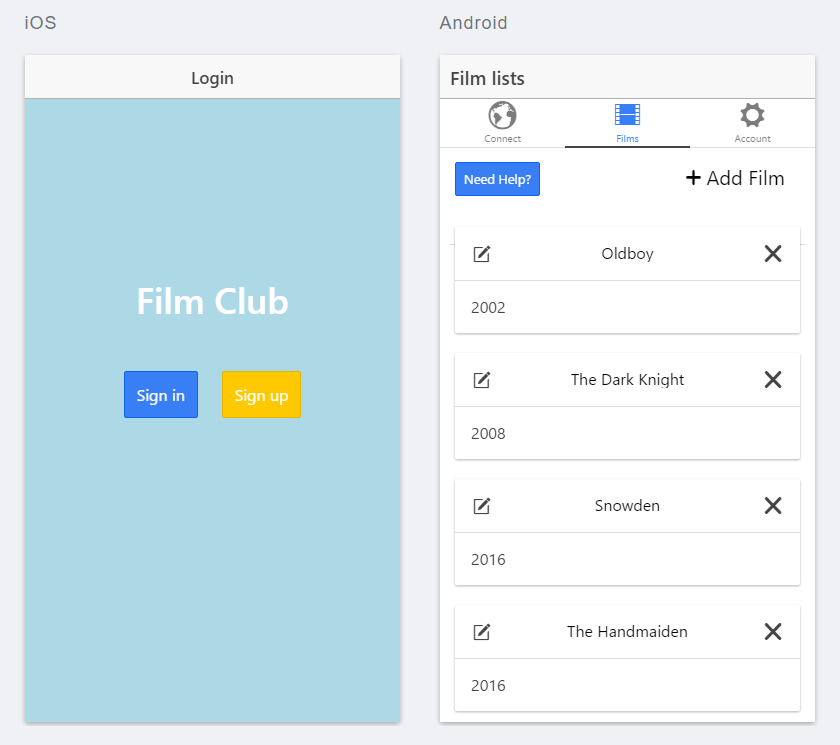 iOS
Login
Film Club
Sign in
Sign up
Android
Film lists
Connect
Films
Account
Need Help?
Add Film
Oldboy
2002
The Dark Knight
2008
Snowden
2016
The Handmaiden
2016